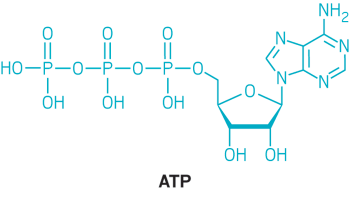 NH2
O O O N N
HO P O P O P O O N N
OH OH OH
OH OH
ATP